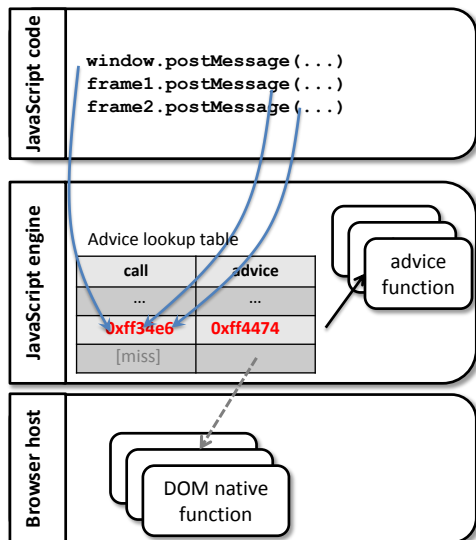 JavaScript code
window.postMessage(...)
frame1.postMessage(...)
frame2.postMessage(...)
JavaScript engine
Advice lookup table
call advice
... ...
0xff34e6 0xff4474
[miss]
advice
function
Browser host
DOM native
function